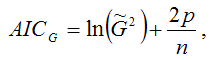 AIC_G = ln(G̃²) + 2p/n,